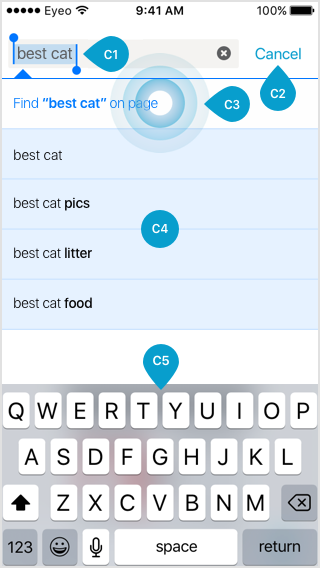 Eyeo 9:41 AM 100%
best cat C1 Cancel
C2
Find “best cat” on page C3
best cat
best cat pics
C4
best cat litter
best cat food
C5
Q W E R T Y U I O P
A S D F G H J K L
Z X C V B N M
123 space return